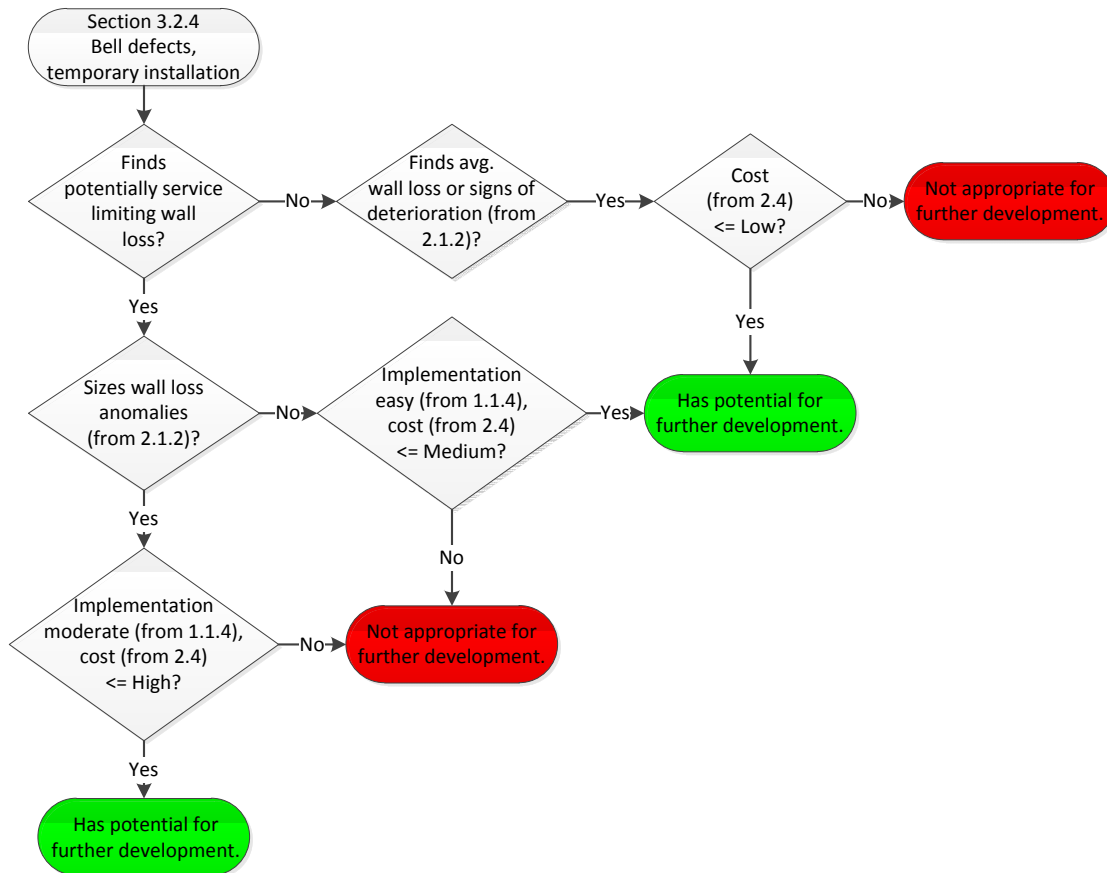 Section 3.2.4
Bell defects,
temporary installation
Finds
potentially service
limiting wall
loss?
No
Finds avg.
wall loss or signs of
deterioration (from
2.1.2)?
Yes
Cost
(from 2.4)
<= Low?
No
Not appropriate for
further development.
Yes
Yes
Sizes wall loss
anomalies
(from 2.1.2)?
No
Implementation
easy (from 1.1.4),
cost (from 2.4)
<= Medium?
Yes
Has potential for
further development.
Yes
No
Implementation
moderate (from 1.1.4),
cost (from 2.4)
<= High?
No
Not appropriate for
further development.
Yes
Has potential for
further development.